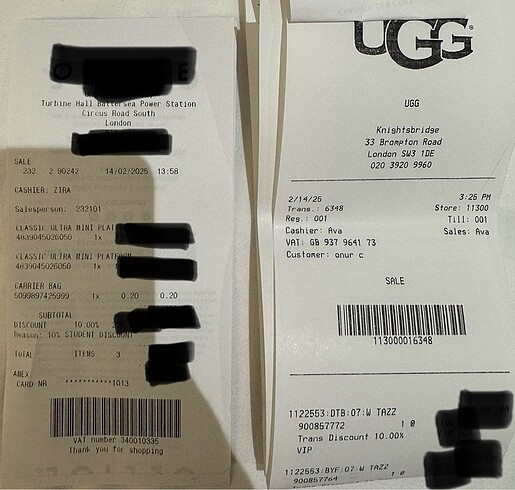 Turbine Hall Battersea Power Station
Circus Road South
London
SALE
232 2 90242 14/02/2025 13:58
CASHIER: ZIRA
Salesperson: 232101
CLASSIC ULTRA MINI PLATF
4839045026050 1x
CLASSIC ULTRA MINI PLATF
4839045026050 1x
CARRIER BAG
5099897425999 1x 0.20 0.20
SUBTOTAL
DISCOUNT 10.00%
Reason: 10% STUDENT DISCOUNT
TOTAL ITEMS 3
AMEX
CARD NR **********1013
VAT number 340010335
Thank you for shopping
UGG
UGG
Knightsbridge
33 Brompton Road
London SW3 1DE
020 3920 9960
2/14/25 3:25 PM
Trans.: 6348 Store: 11300
Reg.: 001 Till: 001
Cashier: Ava Sales: Ava
VAT: GB 937 9641 73
Customer: onur c
SALE
113000016348
1122553:DTB:07:W TAZZ
900857772 1 @
Trans Discount 10.00%
VIP
1122553:BYF:07:W TAZZ
900857764 1 @